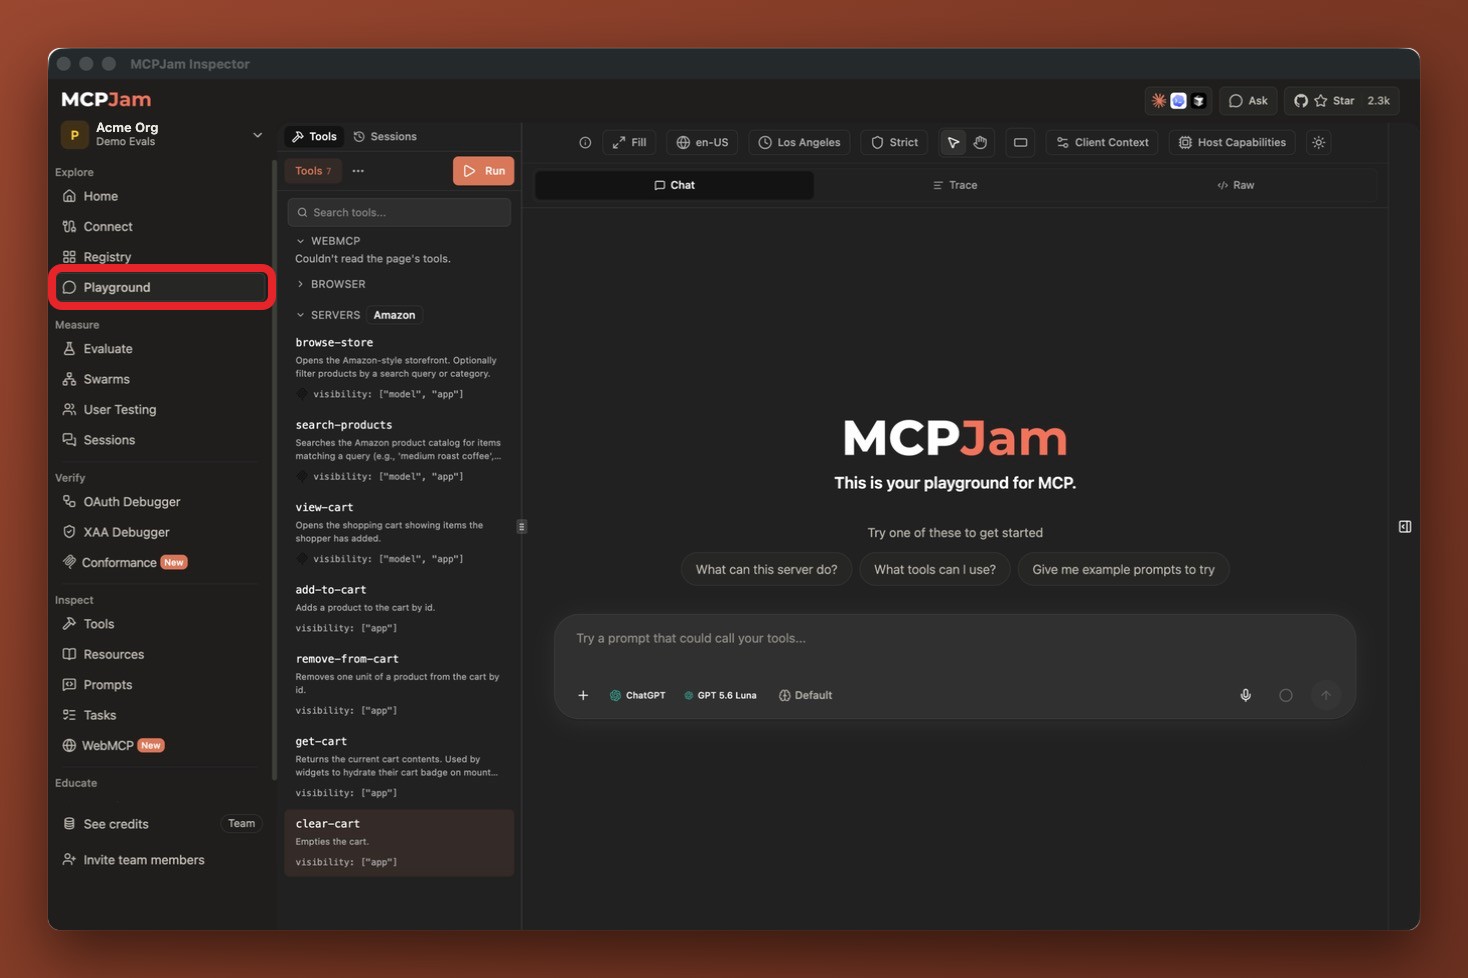 MCPJam Inspector
MCPJam
Ask
Star 2.3k
P
Acme Org
Demo Evals
Explore
Home
Connect
Registry
Playground
Measure
Evaluate
Swarms
User Testing
Sessions
Verify
OAuth Debugger
XAA Debugger
Conformance New
Inspect
Tools
Resources
Prompts
Tasks
WebMCP New
Educate
See credits Team
Invite team members
Tools Sessions
Tools 7 ··· Run
Search tools...
WEBMCP
Couldn't read the page's tools.
BROWSER
SERVERS Amazon
browse-store
Opens the Amazon-style storefront. Optionally
filter products by a search query or category.
visibility: ["model", "app"]
search-products
Searches the Amazon product catalog for items
matching a query (e.g., 'medium roast coffee',...
visibility: ["model", "app"]
view-cart
Opens the shopping cart showing items the
shopper has added.
visibility: ["model", "app"]
add-to-cart
Adds a product to the cart by id.
visibility: ["app"]
remove-from-cart
Removes one unit of a product from the cart by
id.
visibility: ["app"]
get-cart
Returns the current cart contents. Used by
widgets to hydrate their cart badge on mount...
visibility: ["app"]
clear-cart
Empties the cart.
visibility: ["app"]
Fill en-US Los Angeles Strict Client Context Host Capabilities
Chat Trace Raw
MCPJam
This is your playground for MCP.
Try one of these to get started
What can this server do? What tools can I use? Give me example prompts to try
Try a prompt that could call your tools...
ChatGPT GPT 5.6 Luna Default